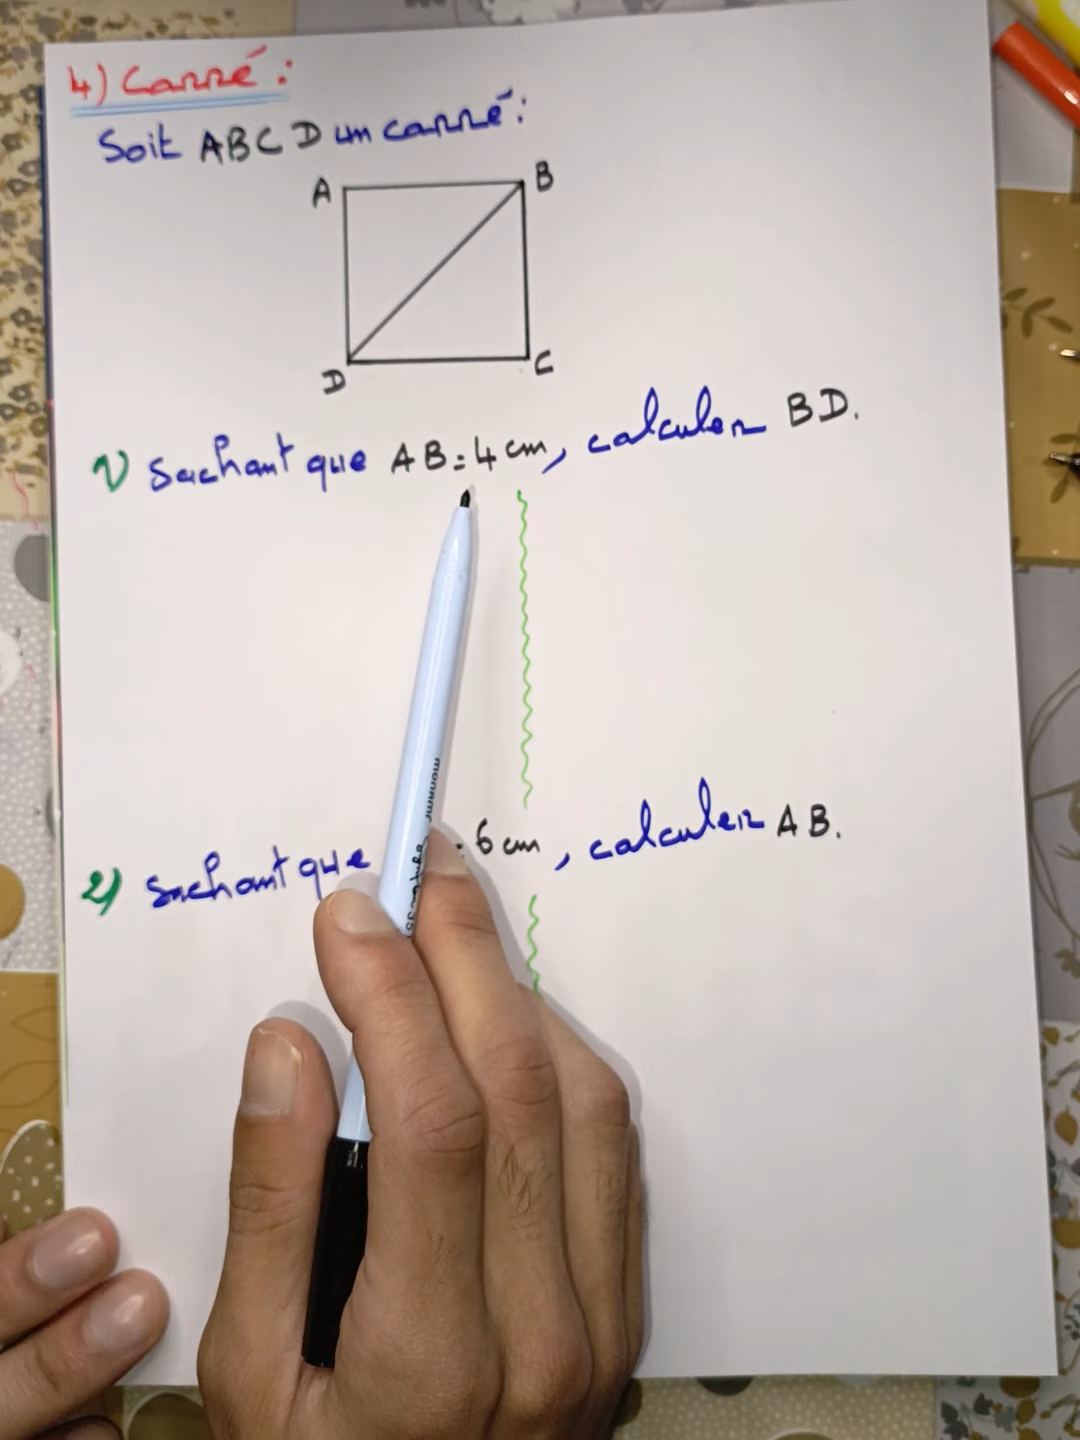 4) Carré :
Soit ABCD un carré :
A B
D C
1) Sachant que AB = 4 cm, calculer BD.
2) Sachant que = 6 cm, calculer AB.